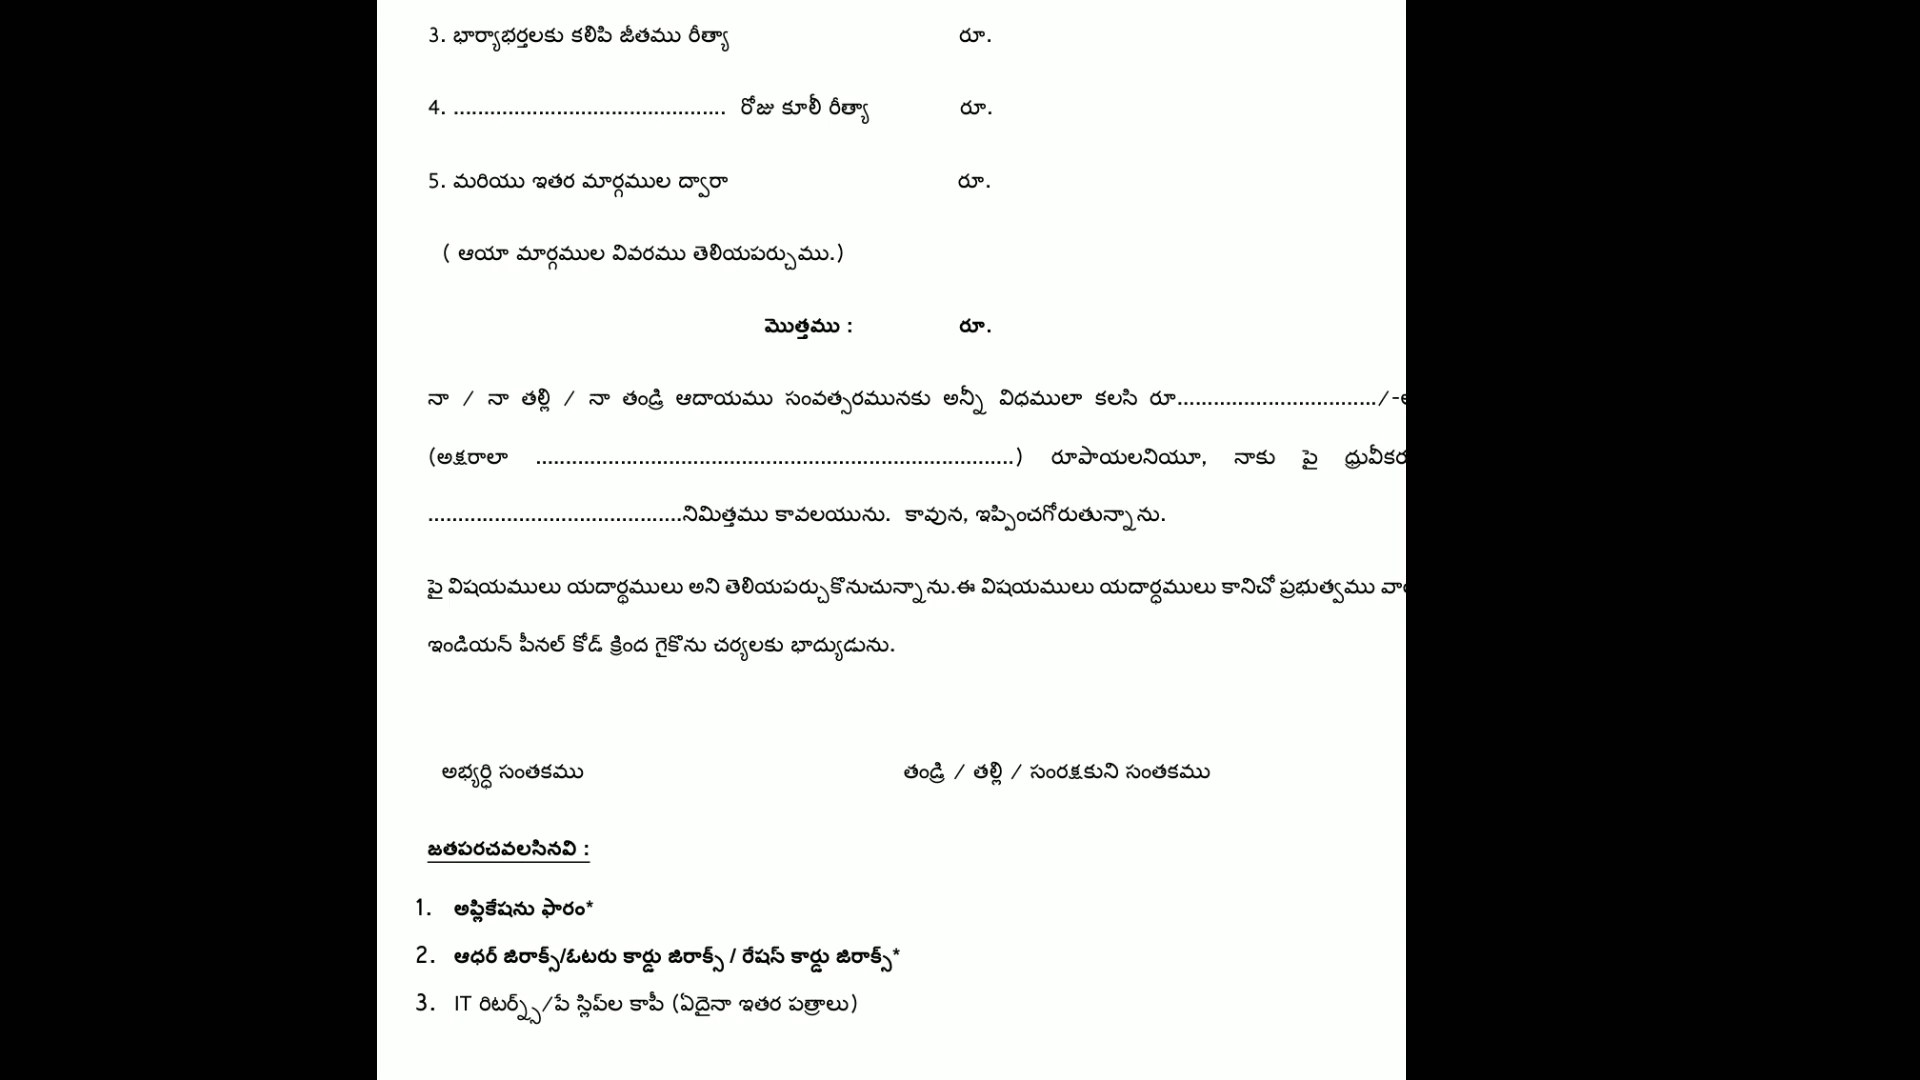 3. భార్యాభర్తలకు కలిపి జీతము రీత్యా రూ.
4. ............................................. రోజు కూలీ రీత్యా రూ.
5. మరియు ఇతర మార్గముల ద్వారా రూ.
( ఆయా మార్గముల వివరము తెలియపర్చుము.)
మొత్తము : రూ.
నా / నా తల్లి / నా తండ్రి ఆదాయము సంవత్సరమునకు అన్నీ విధములా కలసి రూ................................./-
(అక్షరాలా ...............................................................................) రూపాయలనియూ, నాకు పై
..........................................నిమిత్తము కావలయును. కావున, ఇప్పించగోరుతున్నాను.
పై విషయములు యదార్థములు అని తెలియపర్చుకొనుచున్నాను.ఈ విషయములు యదార్ధములు కానిచో ప్రభుత్వము
ఇండియన్ పీనల్ కోడ్ క్రింద గైకొను చర్యలకు భాద్యుడును.
అభ్యర్ధి సంతకము తండ్రి / తల్లి / సంరక్షకుని సంతకము
జతపరచవలసినవి :
1. అప్లికేషను ఫారం*
2. ఆధర్ జిరాక్స్/ఓటరు కార్డు జిరాక్స్ / రేషస్ కార్డు జిరాక్స్*
3. IT రిటర్న్స్/పే స్లిప్‌ల కాపీ (ఏదైనా ఇతర పత్రాలు)